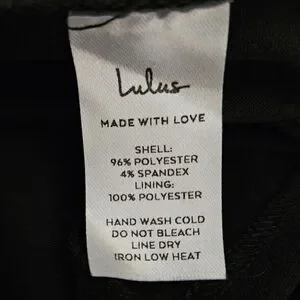 Lulus
MADE WITH LOVE
SHELL:
96% POLYESTER
4% SPANDEX
LINING:
100% POLYESTER
HAND WASH COLD
DO NOT BLEACH
LINE DRY
IRON LOW HEAT